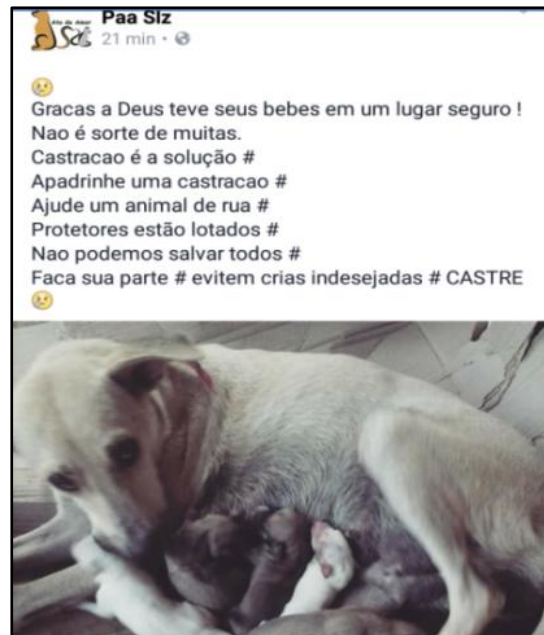 Paa Slz
21 min
Gracas a Deus teve seus bebes em um lugar seguro !
Nao é sorte de muitas.
Castracao é a solução #
Apadrinhe uma castracao #
Ajude um animal de rua #
Protetores estão lotados #
Nao podemos salvar todos #
Faca sua parte # evitem crias indesejadas # CASTRE